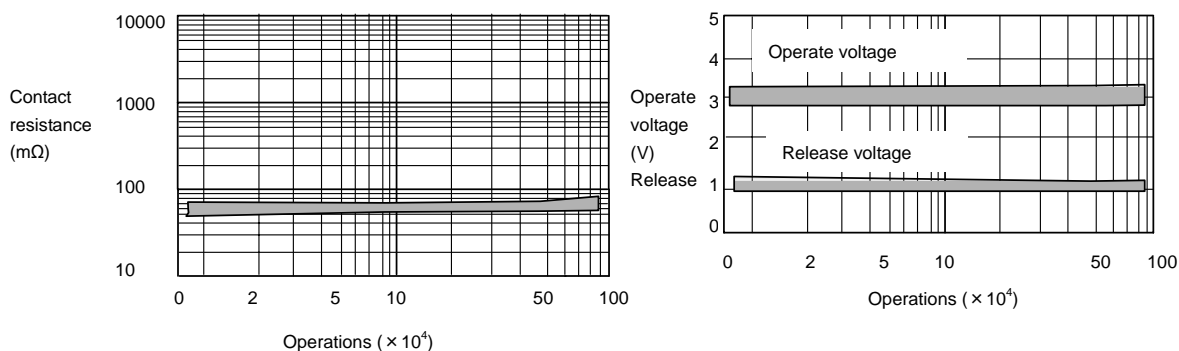 10000
1000
100
10
Contact
resistance
(mΩ)
0 2 5 10 50 100
Operations ( × 10⁴)
5
4
3
2
1
0
Operate
voltage
(V)
Release
Operate voltage
Release voltage
0 2 5 10 50 100
Operations ( × 10⁴)